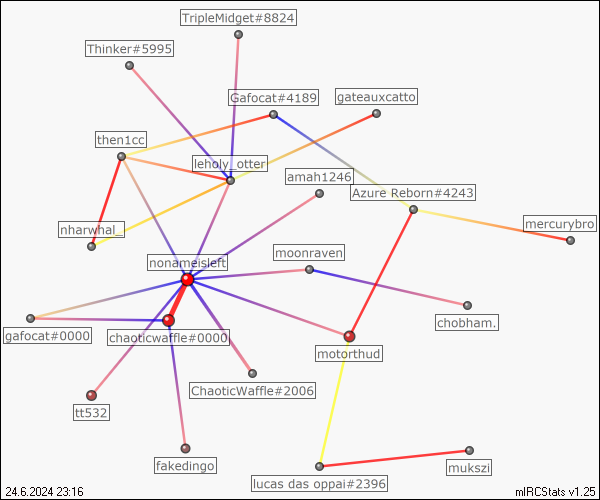 TripleMidget#8824
Thinker#5995
Gafocat#4189
gateauxcatto
then1cc
leholy_otter
amah1246
Azure Reborn#4243
nharwhal_
mercurybro
moonraven
nonameisleft
chobham.
gafocat#0000
chaoticwaffle#0000
motorthud
ChaoticWaffle#2006
tt532
fakedingo
mukszi
lucas das oppai#2396
24.6.2024 23:16
mIRCStats v1.25